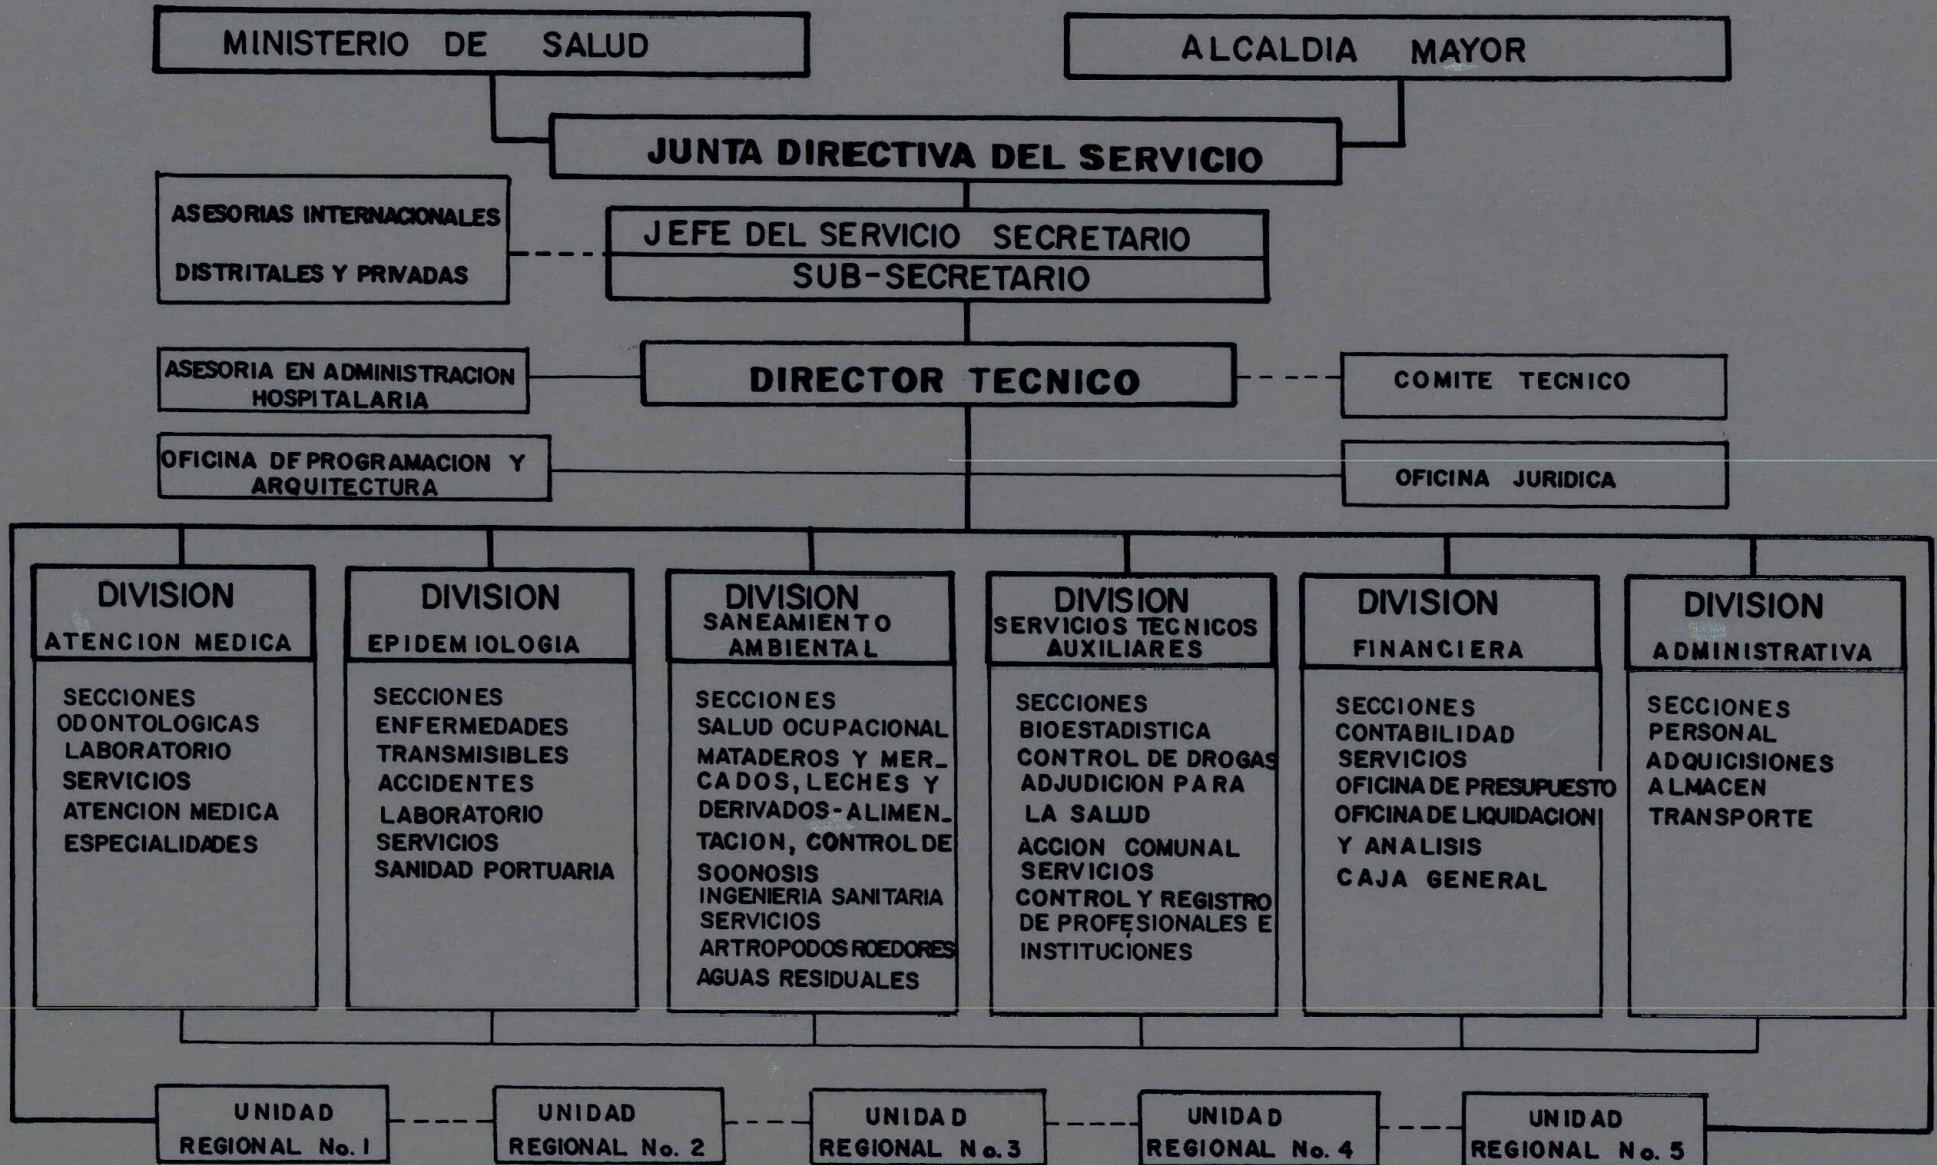 MINISTERIO DE SALUD
ALCALDIA MAYOR
JUNTA DIRECTIVA DEL SERVICIO
ASESORIAS INTERNACIONALES
DISTRITALES Y PRIVADAS
JEFE DEL SERVICIO SECRETARIO
SUB-SECRETARIO
ASESORIA EN ADMINISTRACION
HOSPITALARIA
DIRECTOR TECNICO
COMITE TECNICO
OFICINA DE PROGRAMACION Y
ARQUITECTURA
OFICINA JURIDICA
DIVISION
ATENCION MEDICA
SECCIONES
ODONTOLOGICAS
LABORATORIO
SERVICIOS
ATENCION MEDICA
ESPECIALIDADES
DIVISION
EPIDEMIOLOGIA
SECCIONES
ENFERMEDADES
TRANSMISIBLES
ACCIDENTES
LABORATORIO
SERVICIOS
SANIDAD PORTUARIA
DIVISION
SANEAMIENTO
AMBIENTAL
SECCIONES
SALUD OCUPACIONAL
MATADEROS Y MER-
CADOS, LECHES Y
DERIVADOS-ALIMEN-
TACION, CONTROL DE
SOONOSIS
INGENIERIA SANITARIA
SERVICIOS
ARTROPODOS ROEDORES
AGUAS RESIDUALES
DIVISION
SERVICIOS TECNICOS
AUXILIARES
SECCIONES
BIOESTADISTICA
CONTROL DE DROGAS
ADJUDICION PARA
LA SALUD
ACCION COMUNAL
SERVICIOS
CONTROL Y REGISTRO
DE PROFESIONALES E
INSTITUCIONES
DIVISION
FINANCIERA
SECCIONES
CONTABILIDAD
SERVICIOS
OFICINA DE PRESUPUESTO
OFICINA DE LIQUIDACION
Y ANALISIS
CAJA GENERAL
DIVISION
ADMINISTRATIVA
SECCIONES
PERSONAL
ADQUICISIONES
ALMACEN
TRANSPORTE
UNIDAD
REGIONAL No. 1
UNIDAD
REGIONAL No. 2
UNIDAD
REGIONAL No. 3
UNIDAD
REGIONAL No. 4
UNIDAD
REGIONAL No. 5